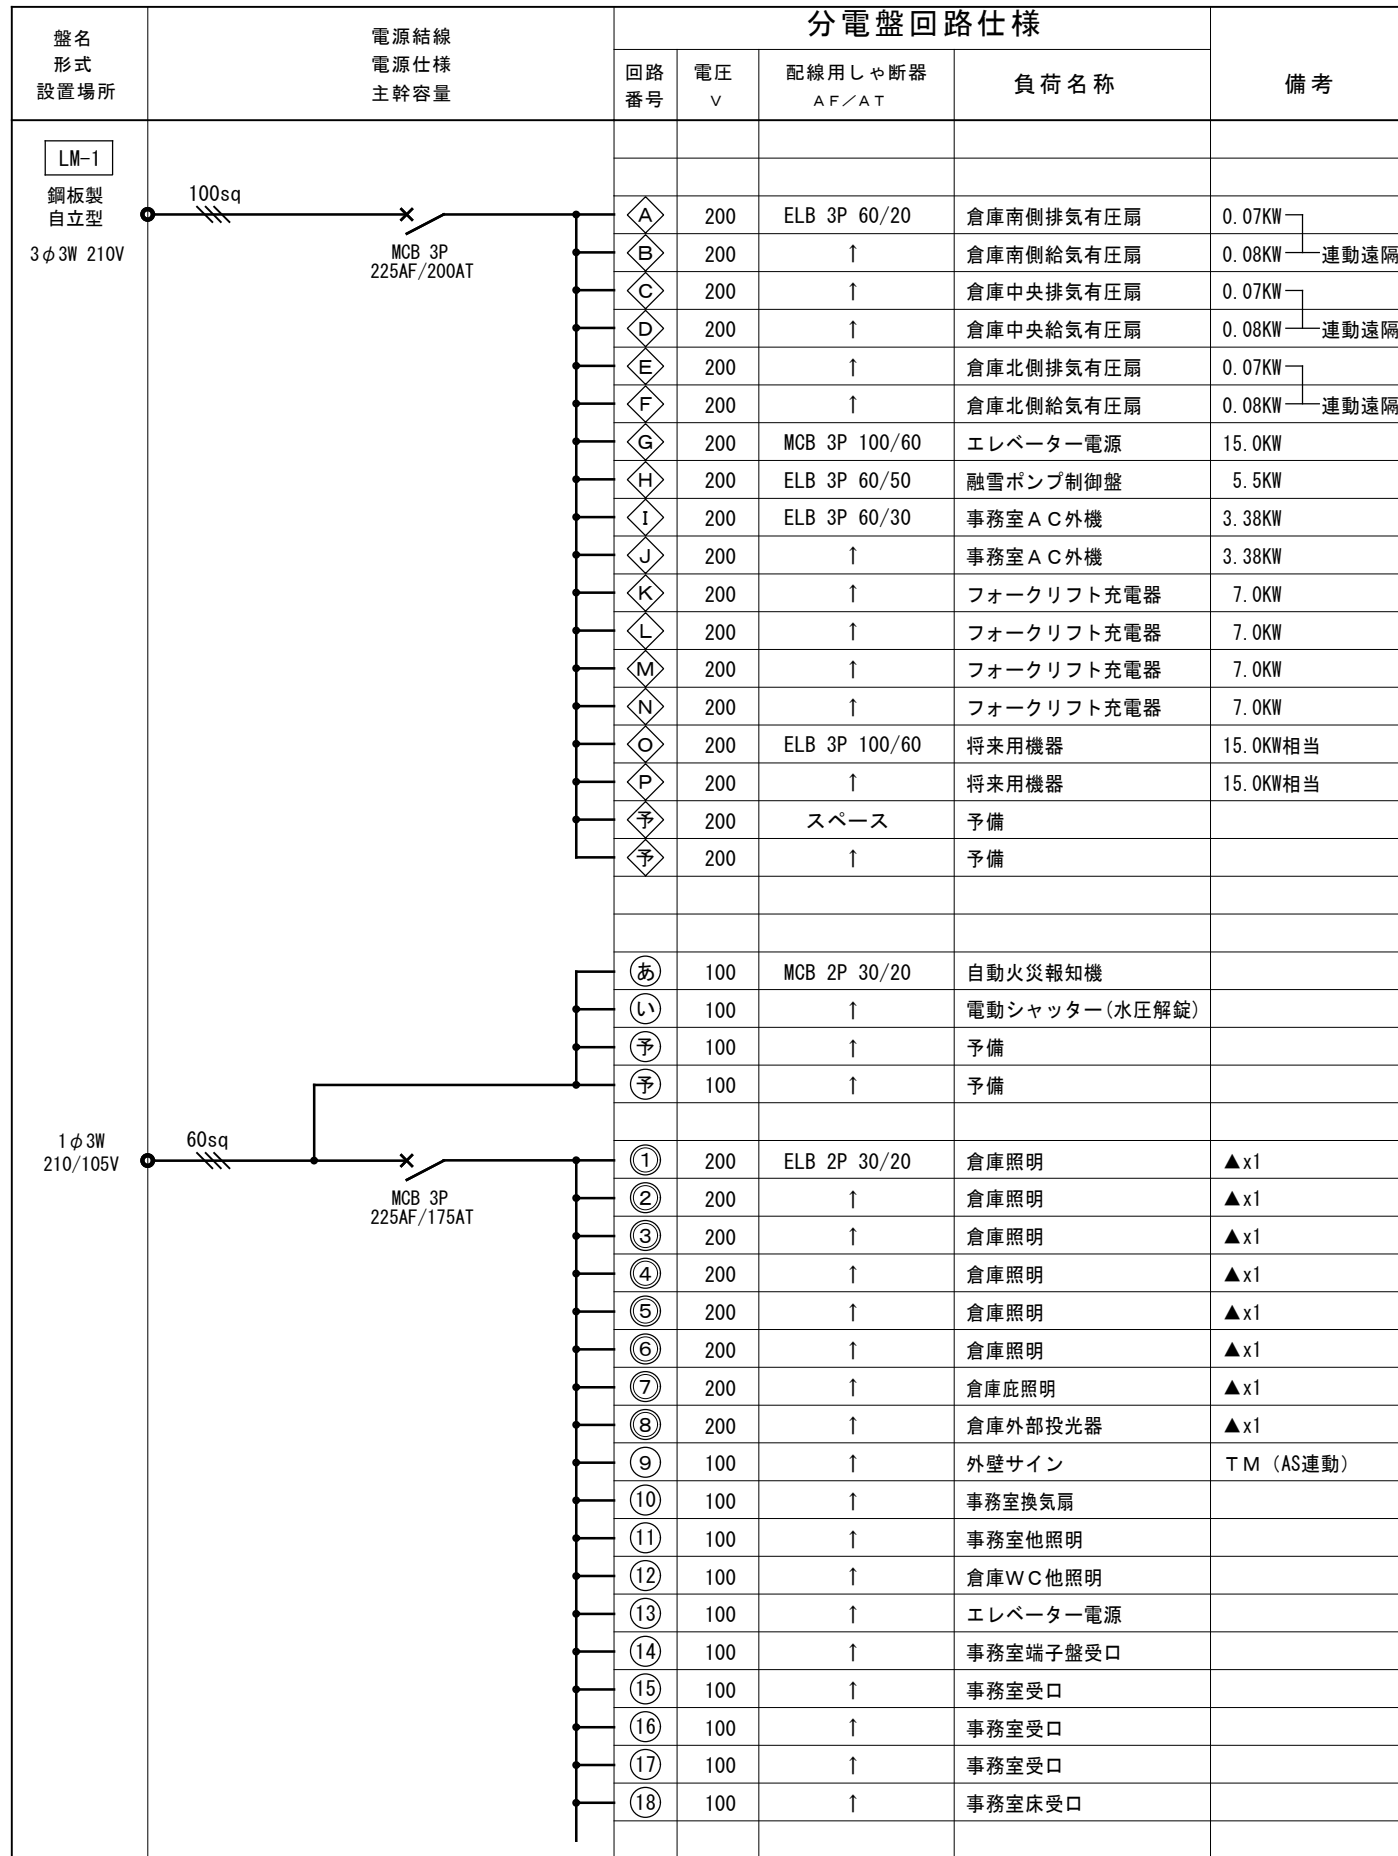 盤名
形式
設置場所
電源結線
電源仕様
主幹容量
分電盤回路仕様
回路
番号
電圧
V
配線用しゃ断器
AF/AT
負荷名称
備考
LM-1
鋼板製
自立型
3φ3W 210V
100sq
MCB 3P
225AF/200AT
A 200 ELB 3P 60/20 倉庫南側排気有圧扇 0.07KW
B 200 ↑ 倉庫南側給気有圧扇 0.08KW 連動遠隔
C 200 ↑ 倉庫中央排気有圧扇 0.07KW
D 200 ↑ 倉庫中央給気有圧扇 0.08KW 連動遠隔
E 200 ↑ 倉庫北側排気有圧扇 0.07KW
F 200 ↑ 倉庫北側給気有圧扇 0.08KW 連動遠隔
G 200 MCB 3P 100/60 エレベーター電源 15.0KW
H 200 ELB 3P 60/50 融雪ポンプ制御盤 5.5KW
I 200 ELB 3P 60/30 事務室AC外機 3.38KW
J 200 ↑ 事務室AC外機 3.38KW
K 200 ↑ フォークリフト充電器 7.0KW
L 200 ↑ フォークリフト充電器 7.0KW
M 200 ↑ フォークリフト充電器 7.0KW
N 200 ↑ フォークリフト充電器 7.0KW
O 200 ELB 3P 100/60 将来用機器 15.0KW相当
P 200 ↑ 将来用機器 15.0KW相当
予 200 スペース 予備
予 200 ↑ 予備
あ 100 MCB 2P 30/20 自動火災報知機
い 100 ↑ 電動シャッター(水圧解錠)
予 100 ↑ 予備
予 100 ↑ 予備
1φ3W
210/105V
60sq
MCB 3P
225AF/175AT
① 200 ELB 2P 30/20 倉庫照明 ▲x1
② 200 ↑ 倉庫照明 ▲x1
③ 200 ↑ 倉庫照明 ▲x1
④ 200 ↑ 倉庫照明 ▲x1
⑤ 200 ↑ 倉庫照明 ▲x1
⑥ 200 ↑ 倉庫照明 ▲x1
⑦ 200 ↑ 倉庫庇照明 ▲x1
⑧ 200 ↑ 倉庫外部投光器 ▲x1
⑨ 100 ↑ 外壁サイン TM (AS連動)
⑩ 100 ↑ 事務室換気扇
⑪ 100 ↑ 事務室他照明
⑫ 100 ↑ 倉庫WC他照明
⑬ 100 ↑ エレベーター電源
⑭ 100 ↑ 事務室端子盤受口
⑮ 100 ↑ 事務室受口
⑯ 100 ↑ 事務室受口
⑰ 100 ↑ 事務室受口
⑱ 100 ↑ 事務室床受口